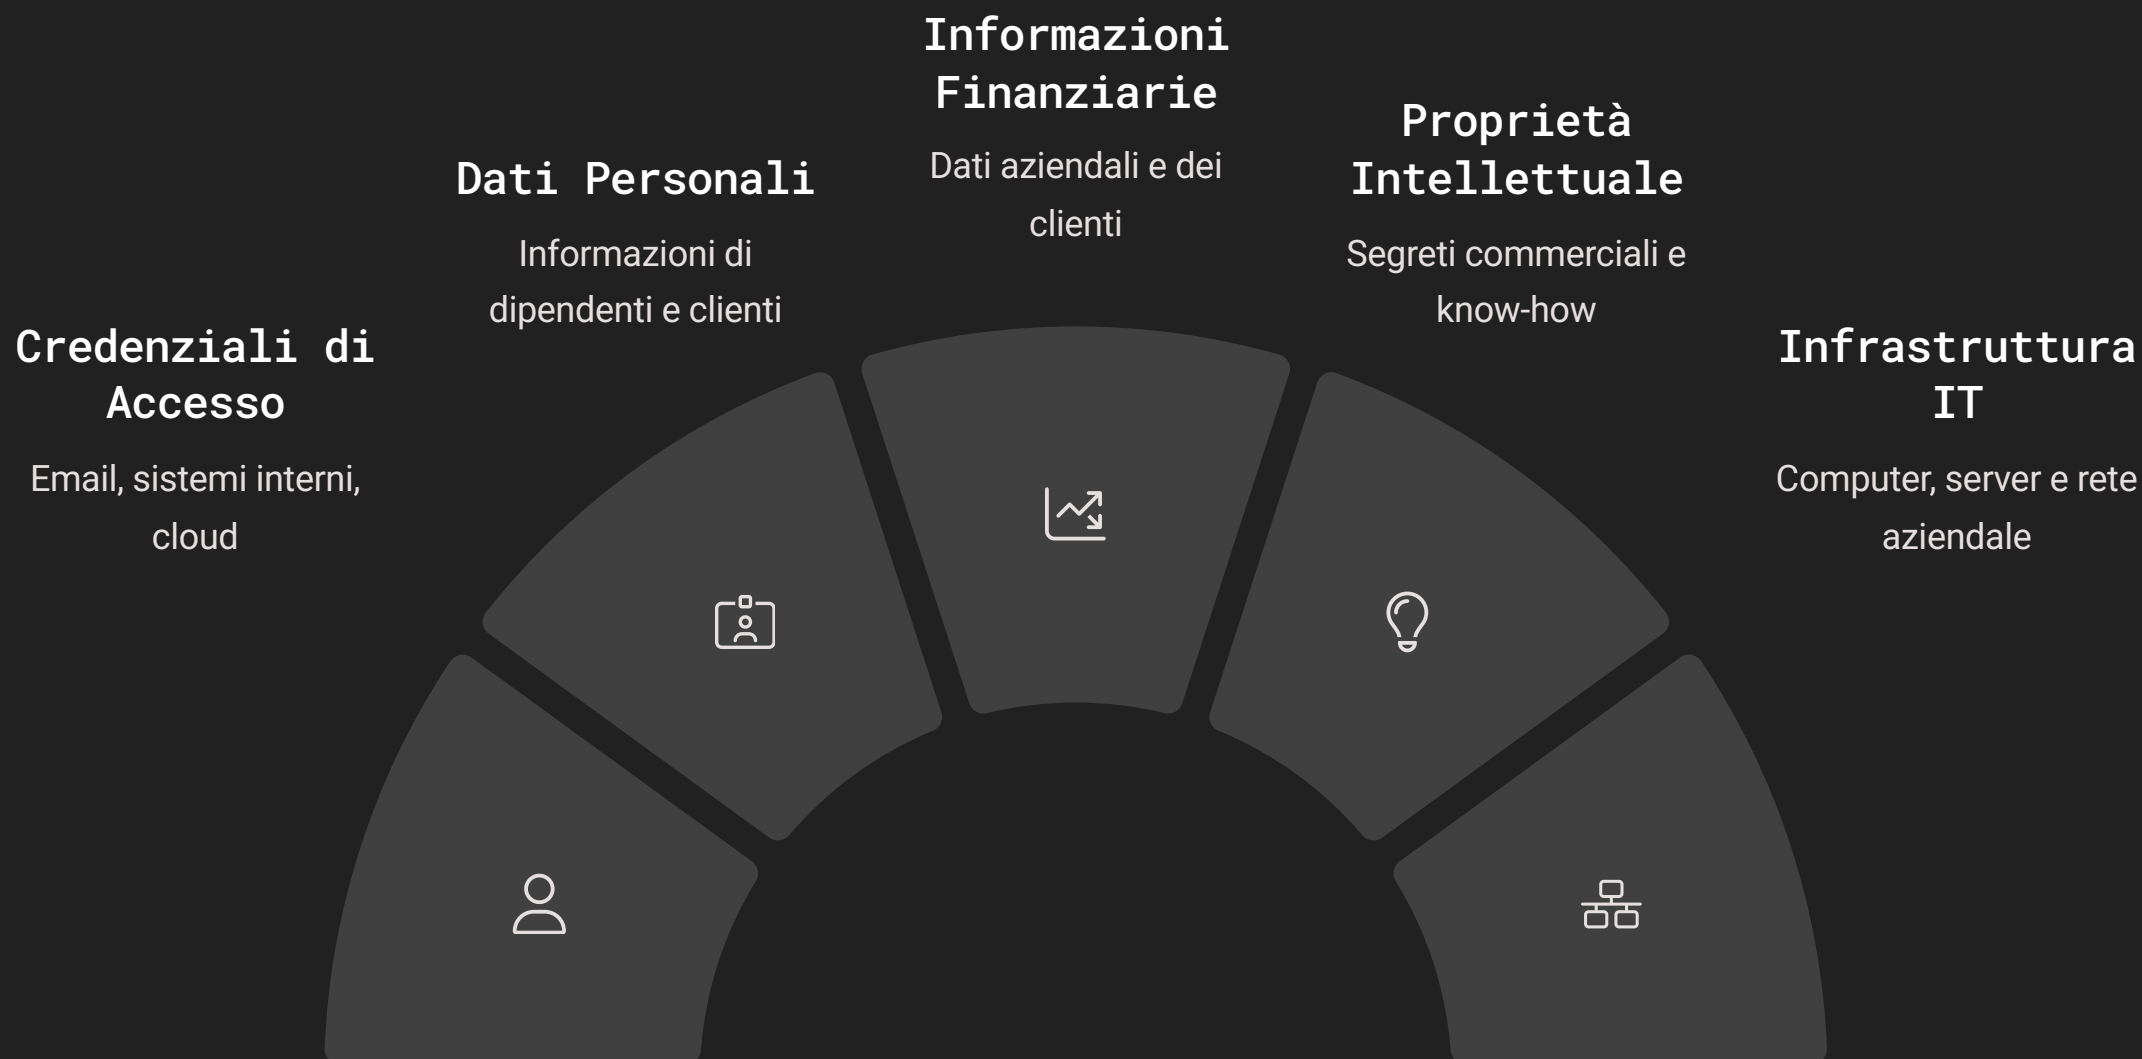 Credenziali di
Accesso
Email, sistemi interni,
cloud
Dati Personali
Informazioni di
dipendenti e clienti
Informazioni
Finanziarie
Dati aziendali e dei
clienti
Proprietà
Intellettuale
Segreti commerciali e
know-how
Infrastruttura
IT
Computer, server e rete
aziendale